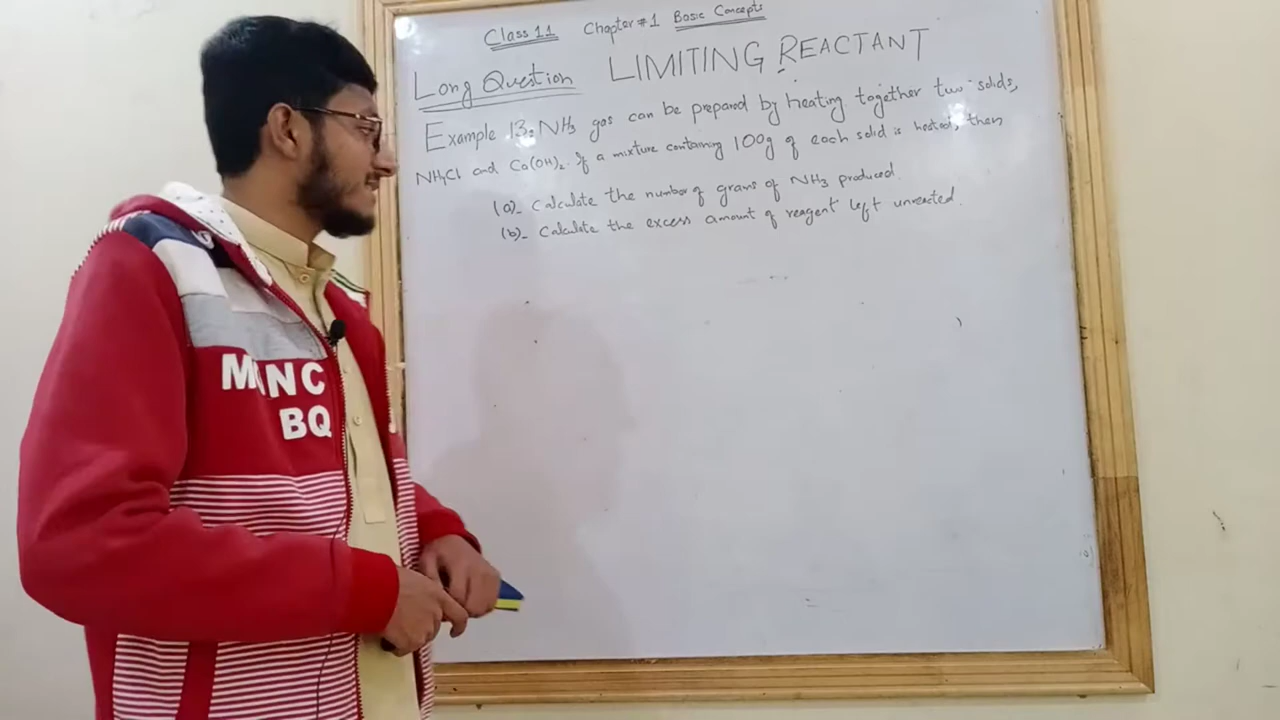 Class 11 Chapter #1 Basic Concepts
Long Question LIMITING REACTANT
Example 13: NH3 gas can be prepared by heating together two solids,
NH4Cl and Ca(OH)2. If a mixture containing 100g of each solid is heated, then
(a)- Calculate the number of grams of NH3 produced.
(b)- Calculate the excess amount of reagent left unreacted.
NC
BQ